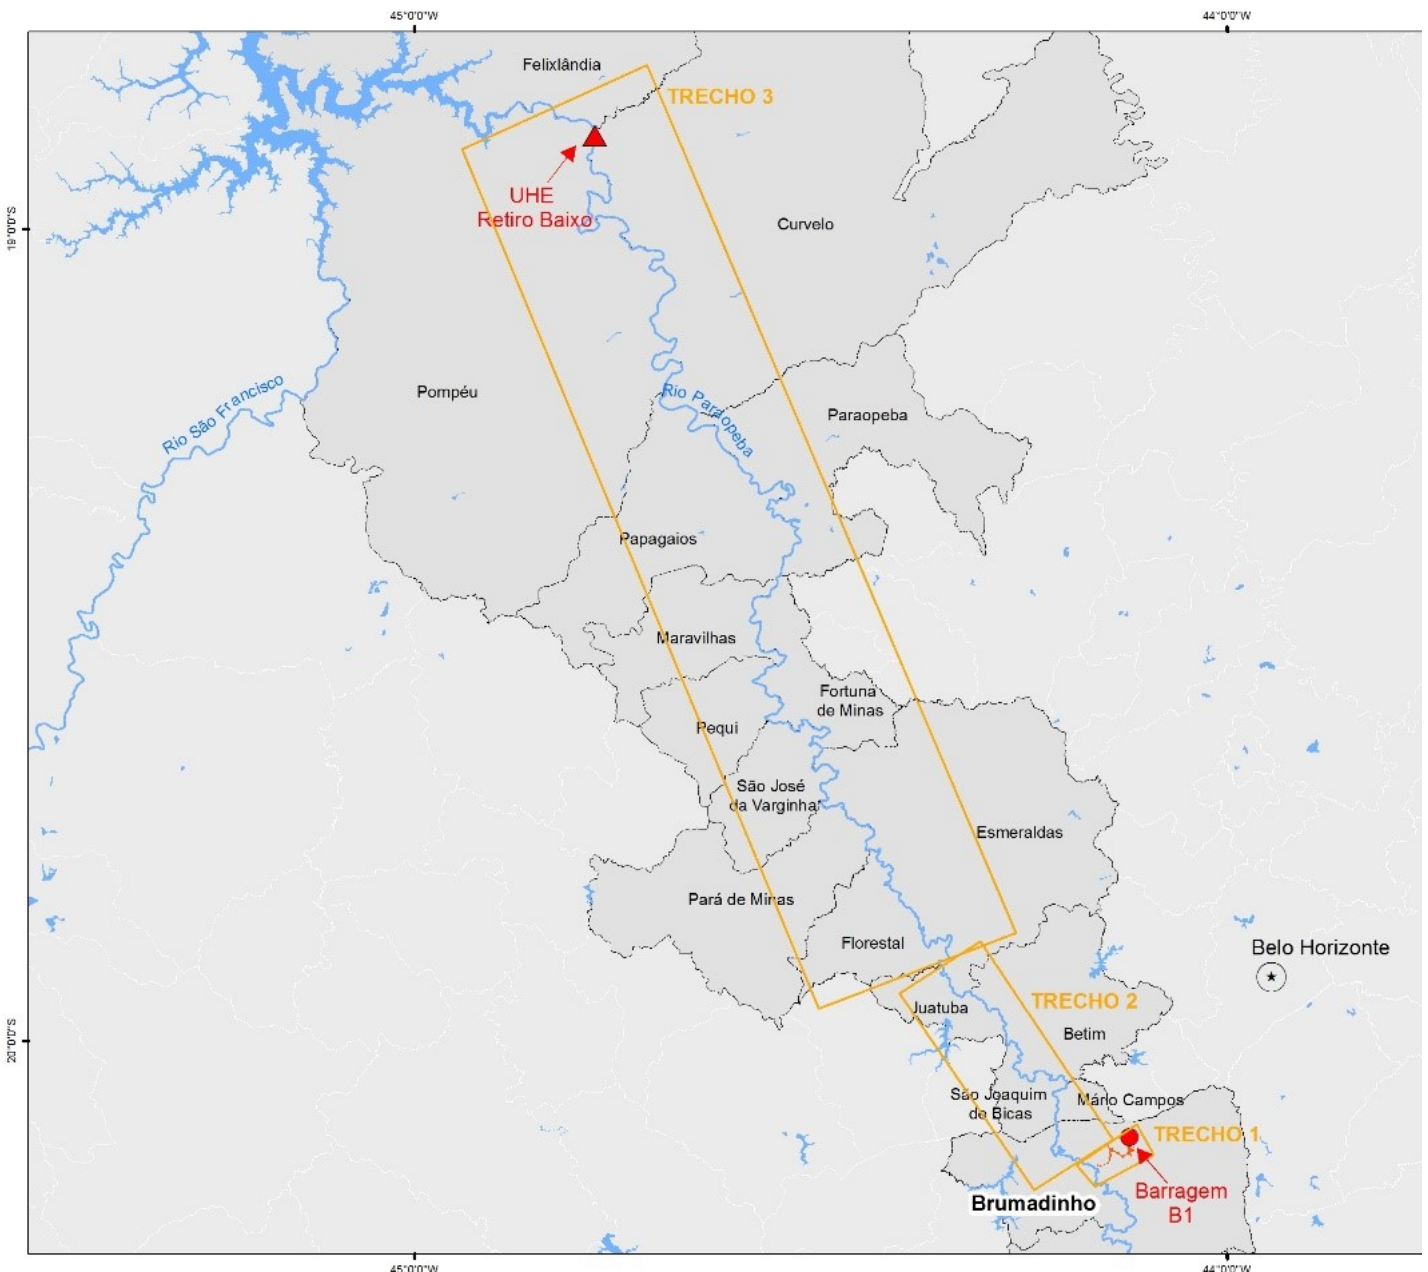 45°0'0"W
44°0'0"W
Felixlândia
TRECHO 3
UHE
Retiro Baixo
19°0'0"S
Curvelo
Pompéu
Rio São Francisco
Rio Paraopeba
Paraopeba
Papagaios
Maravilhas
Fortuna
de Minas
Pequi
São José
da Varginha
Esmeraldas
Pará de Minas
Florestal
Belo Horizonte
Juatuba
TRECHO 2
Betim
20°0'0"S
São Joaquim
de Bicas
Mário Campos
TRECHO 1
Barragem
B1
Brumadinho
45°0'0"W
44°0'0"W